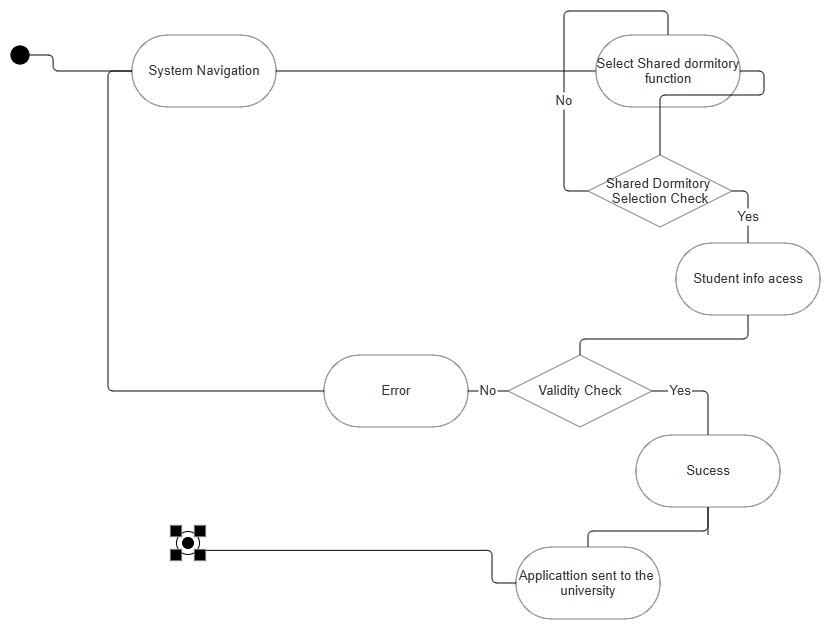 System Navigation
Select Shared dormitory
function
No
Shared Dormitory
Selection Check
Yes
Student info acess
Error
No
Validity Check
Yes
Sucess
Applicattion sent to the
university